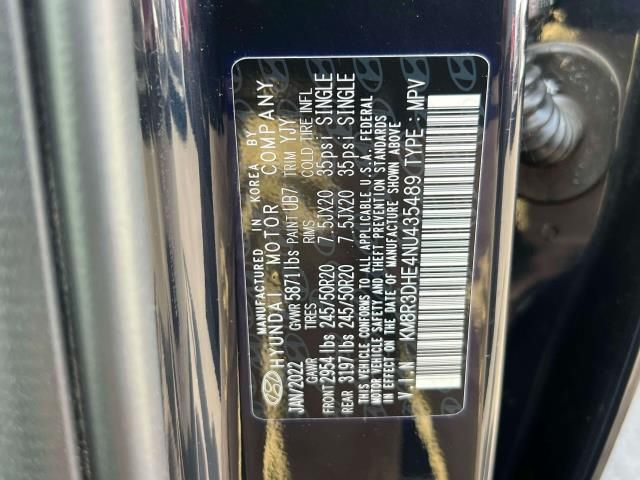 MANUFACTURED IN KOREA BY
HYUNDAI MOTOR COMPANY
JAN/2022 GVWR 5871lbs PAINT UB7 TRIM YJY
GAWR TIRES RIMS COLD TIRE INFL
FRONT 2954 lbs 245/50R20 7.5JX20 35psi SINGLE
REAR 3197 lbs 245/50R20 7.5JX20 35psi SINGLE
THIS VEHICLE CONFORMS TO ALL APPLICABLE U.S.A. FEDERAL
MOTOR VEHICLE SAFETY AND THEFT PREVENTION STANDARDS
IN EFFECT ON THE DATE OF MANUFACTURE SHOWN ABOVE
V.I.N : KM8R3DHE4NU435489 TYPE : MPV